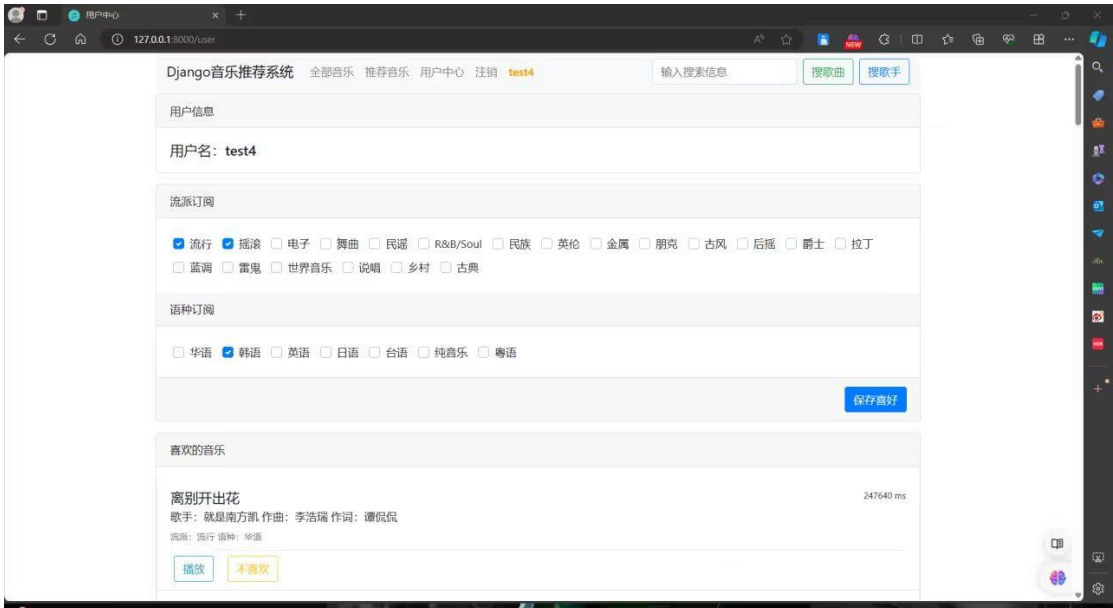 用户中心
127.0.0.1:8000/user
NEW
Django音乐推荐系统 全部音乐 推荐音乐 用户中心 注销 test4 输入搜索信息 搜歌曲 搜歌手
用户信息
用户名：test4
流派订阅
流行 摇滚 电子 舞曲 民谣 R&B/Soul 民族 英伦 金属 朋克 古风 后摇 爵士 拉丁
蓝调 雷鬼 世界音乐 说唱 乡村 古典
语种订阅
华语 韩语 英语 日语 台语 纯音乐 粤语
保存喜好
喜欢的音乐
离别开出花 247640 ms
歌手：就是南方凯 作曲：李浩瑞 作词：谭侃侃
流派：流行 语种：华语
播放 不喜欢